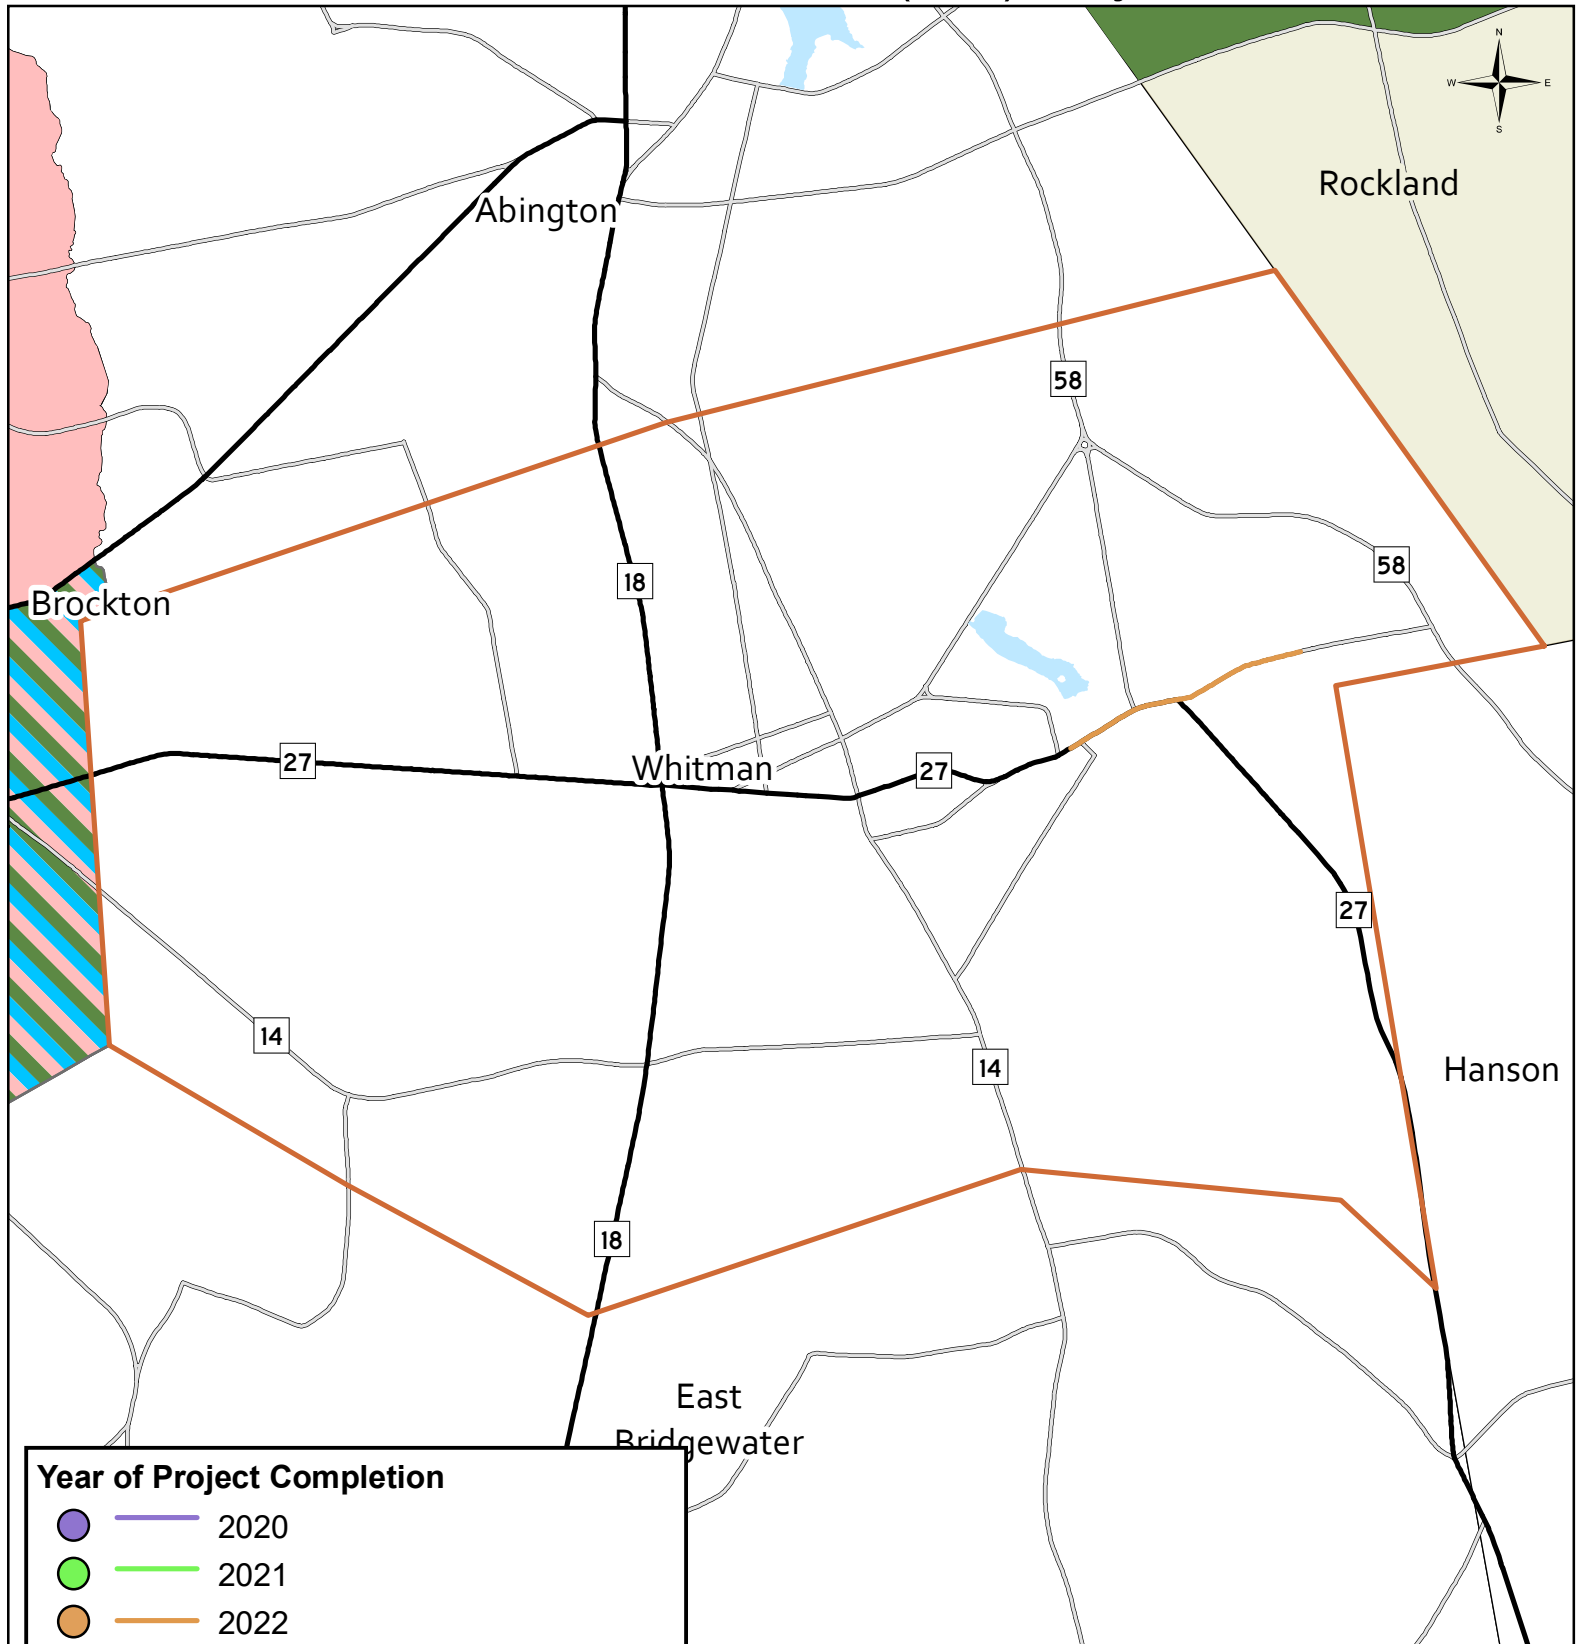 N
W E
S
Rockland
Abington
58
58
18
Brockton
Whitman
27
27
27
14
14
Hanson
18
East
Bridgewater
Year of Project Completion
2020
2021
2022